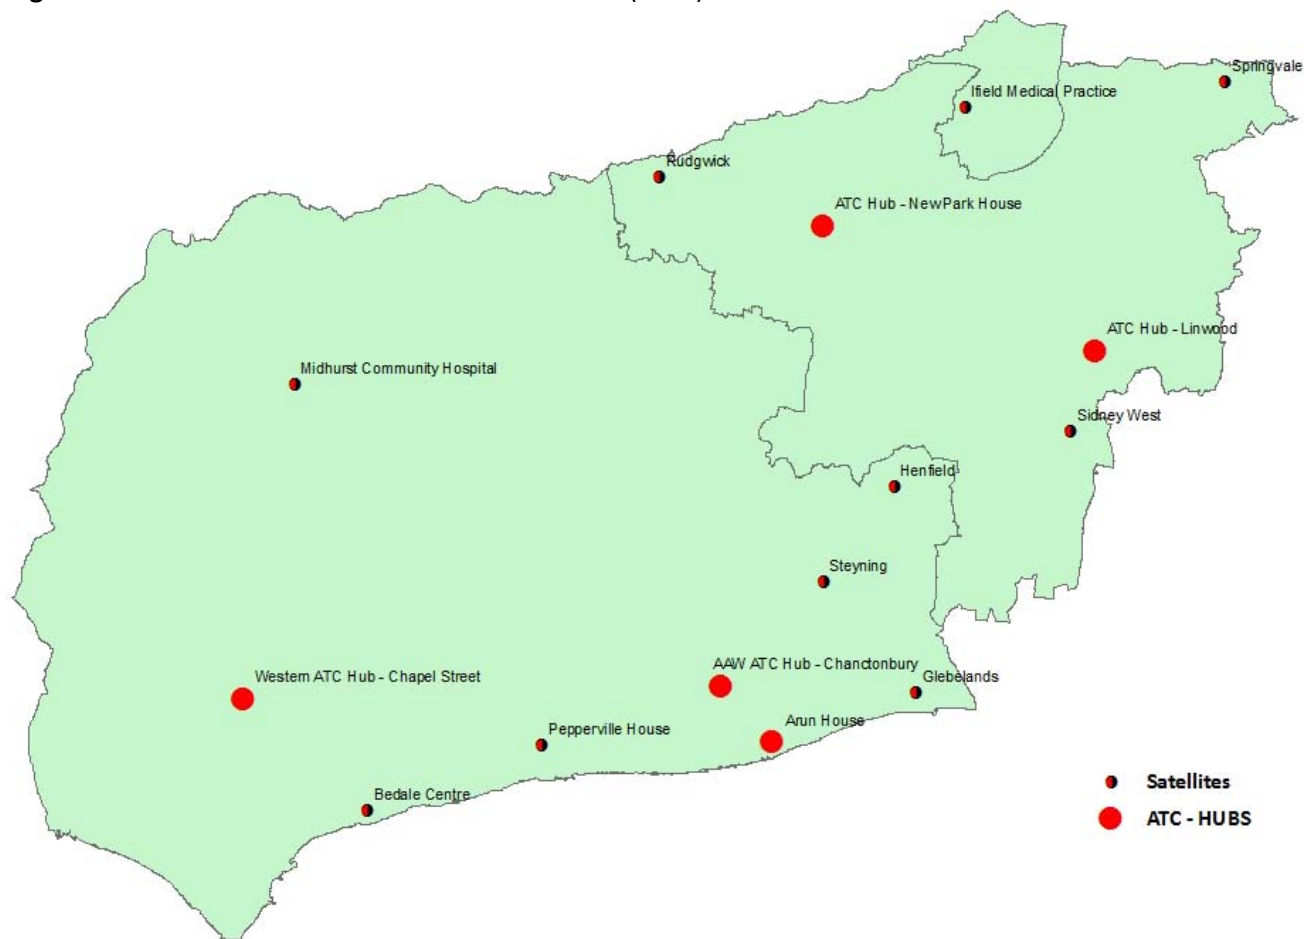 Springvale
Ifield Medical Practice
Rudgwick
ATC Hub - NewPark House
ATC Hub - Linwood
Midhurst Community Hospital
Sidney West
Henfield
Steyning
AAW ATC Hub - Chanctonbury
Western ATC Hub - Chapel Street
Glebelands
Arun House
Pepperville House
Bedale Centre
Satellites
ATC - HUBS